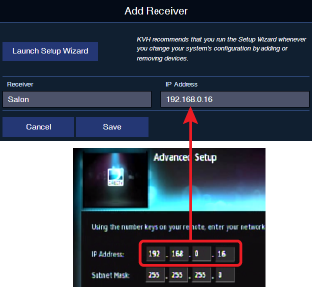 Add Receiver
KVH recommends that you run the Setup Wizard whenever
you change your system's configuration by adding or
removing devices.
Launch Setup Wizard
Receiver IP Address
Salon 192.168.0.16
Cancel Save
Advanced Setup
Using the number keys on your remote, enter your network
IP Address: 192 . 168 . 0 . 16
Subnet Mask: 255 . 255 . 255 . 0